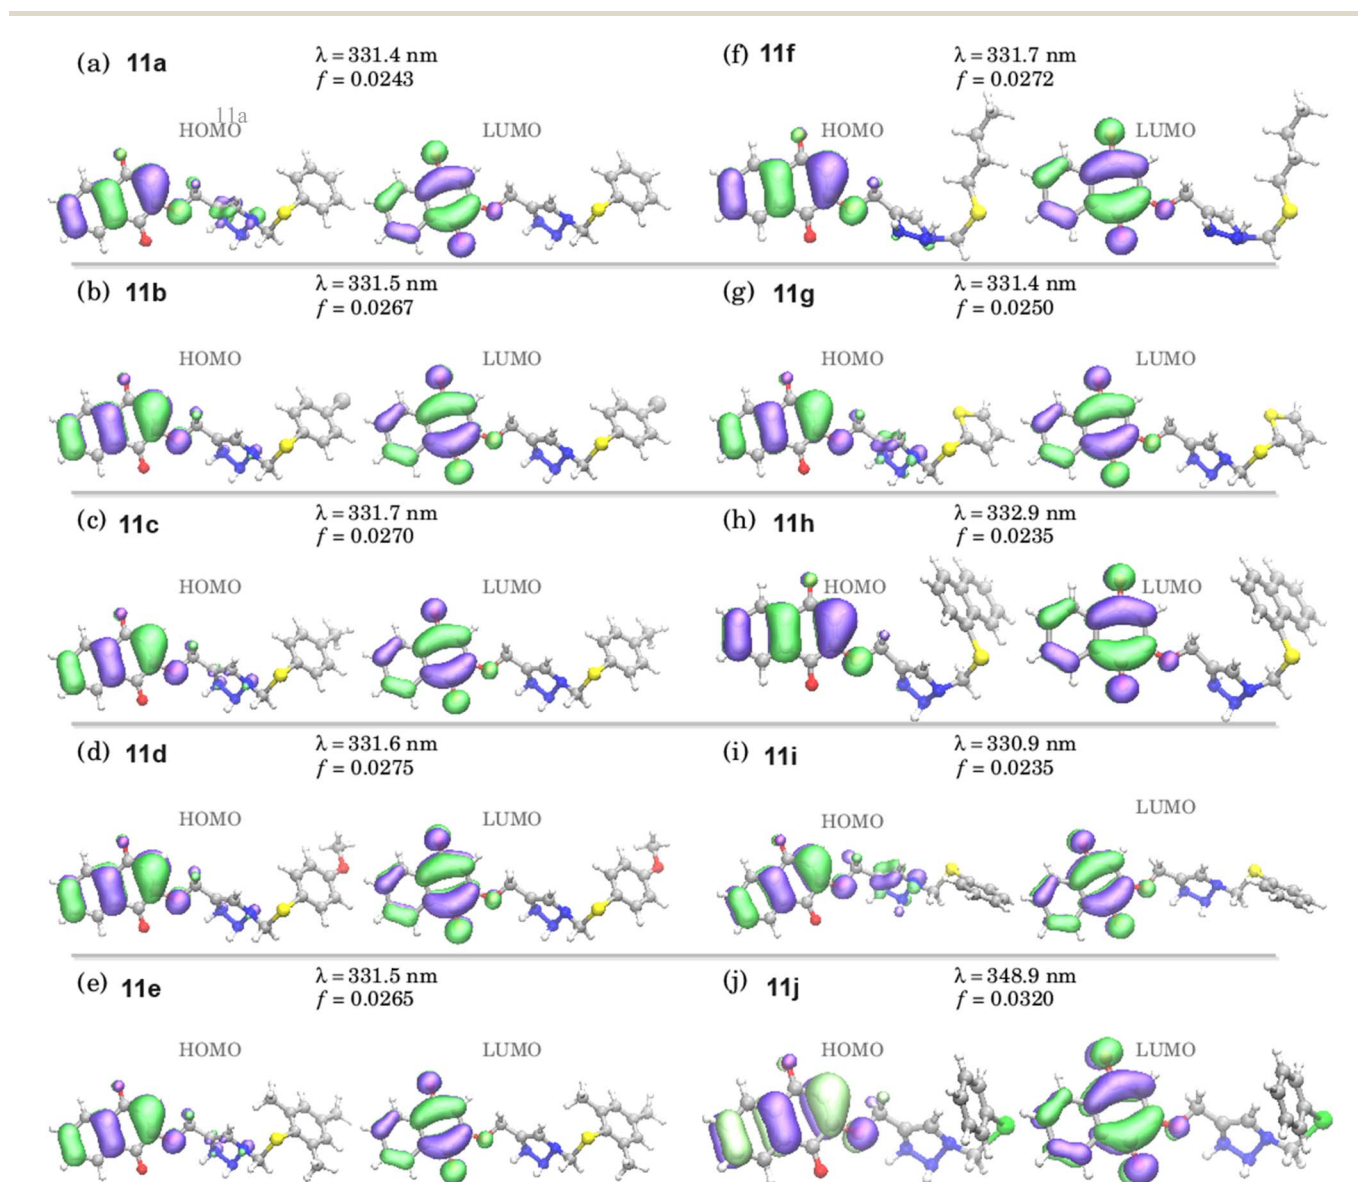 (a) 11a
λ = 331.4 nm
f = 0.0243
11a
HOMO
LUMO
(b) 11b
λ = 331.5 nm
f = 0.0267
HOMO
LUMO
(c) 11c
λ = 331.7 nm
f = 0.0270
HOMO
LUMO
(d) 11d
λ = 331.6 nm
f = 0.0275
HOMO
LUMO
(e) 11e
λ = 331.5 nm
f = 0.0265
HOMO
LUMO
(f) 11f
λ = 331.7 nm
f = 0.0272
HOMO
LUMO
(g) 11g
λ = 331.4 nm
f = 0.0250
HOMO
LUMO
(h) 11h
λ = 332.9 nm
f = 0.0235
HOMO
LUMO
(i) 11i
λ = 330.9 nm
f = 0.0235
HOMO
LUMO
(j) 11j
λ = 348.9 nm
f = 0.0320
HOMO
LUMO